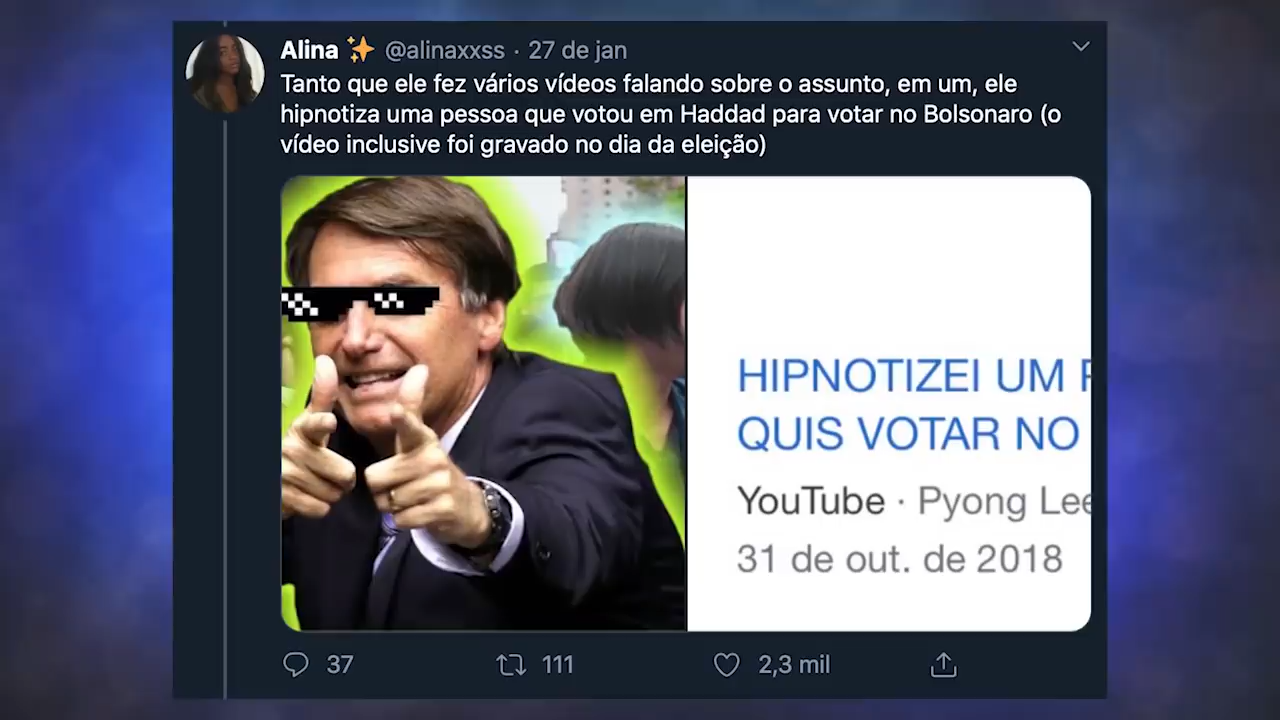 Alina ✨ @alinaxxss · 27 de jan
Tanto que ele fez vários vídeos falando sobre o assunto, em um, ele
hipnotiza uma pessoa que votou em Haddad para votar no Bolsonaro (o
vídeo inclusive foi gravado no dia da eleição)
HIPNOTIZEI UM
QUIS VOTAR NO
YouTube · Pyong Lee
31 de out. de 2018
37 111 2,3 mil